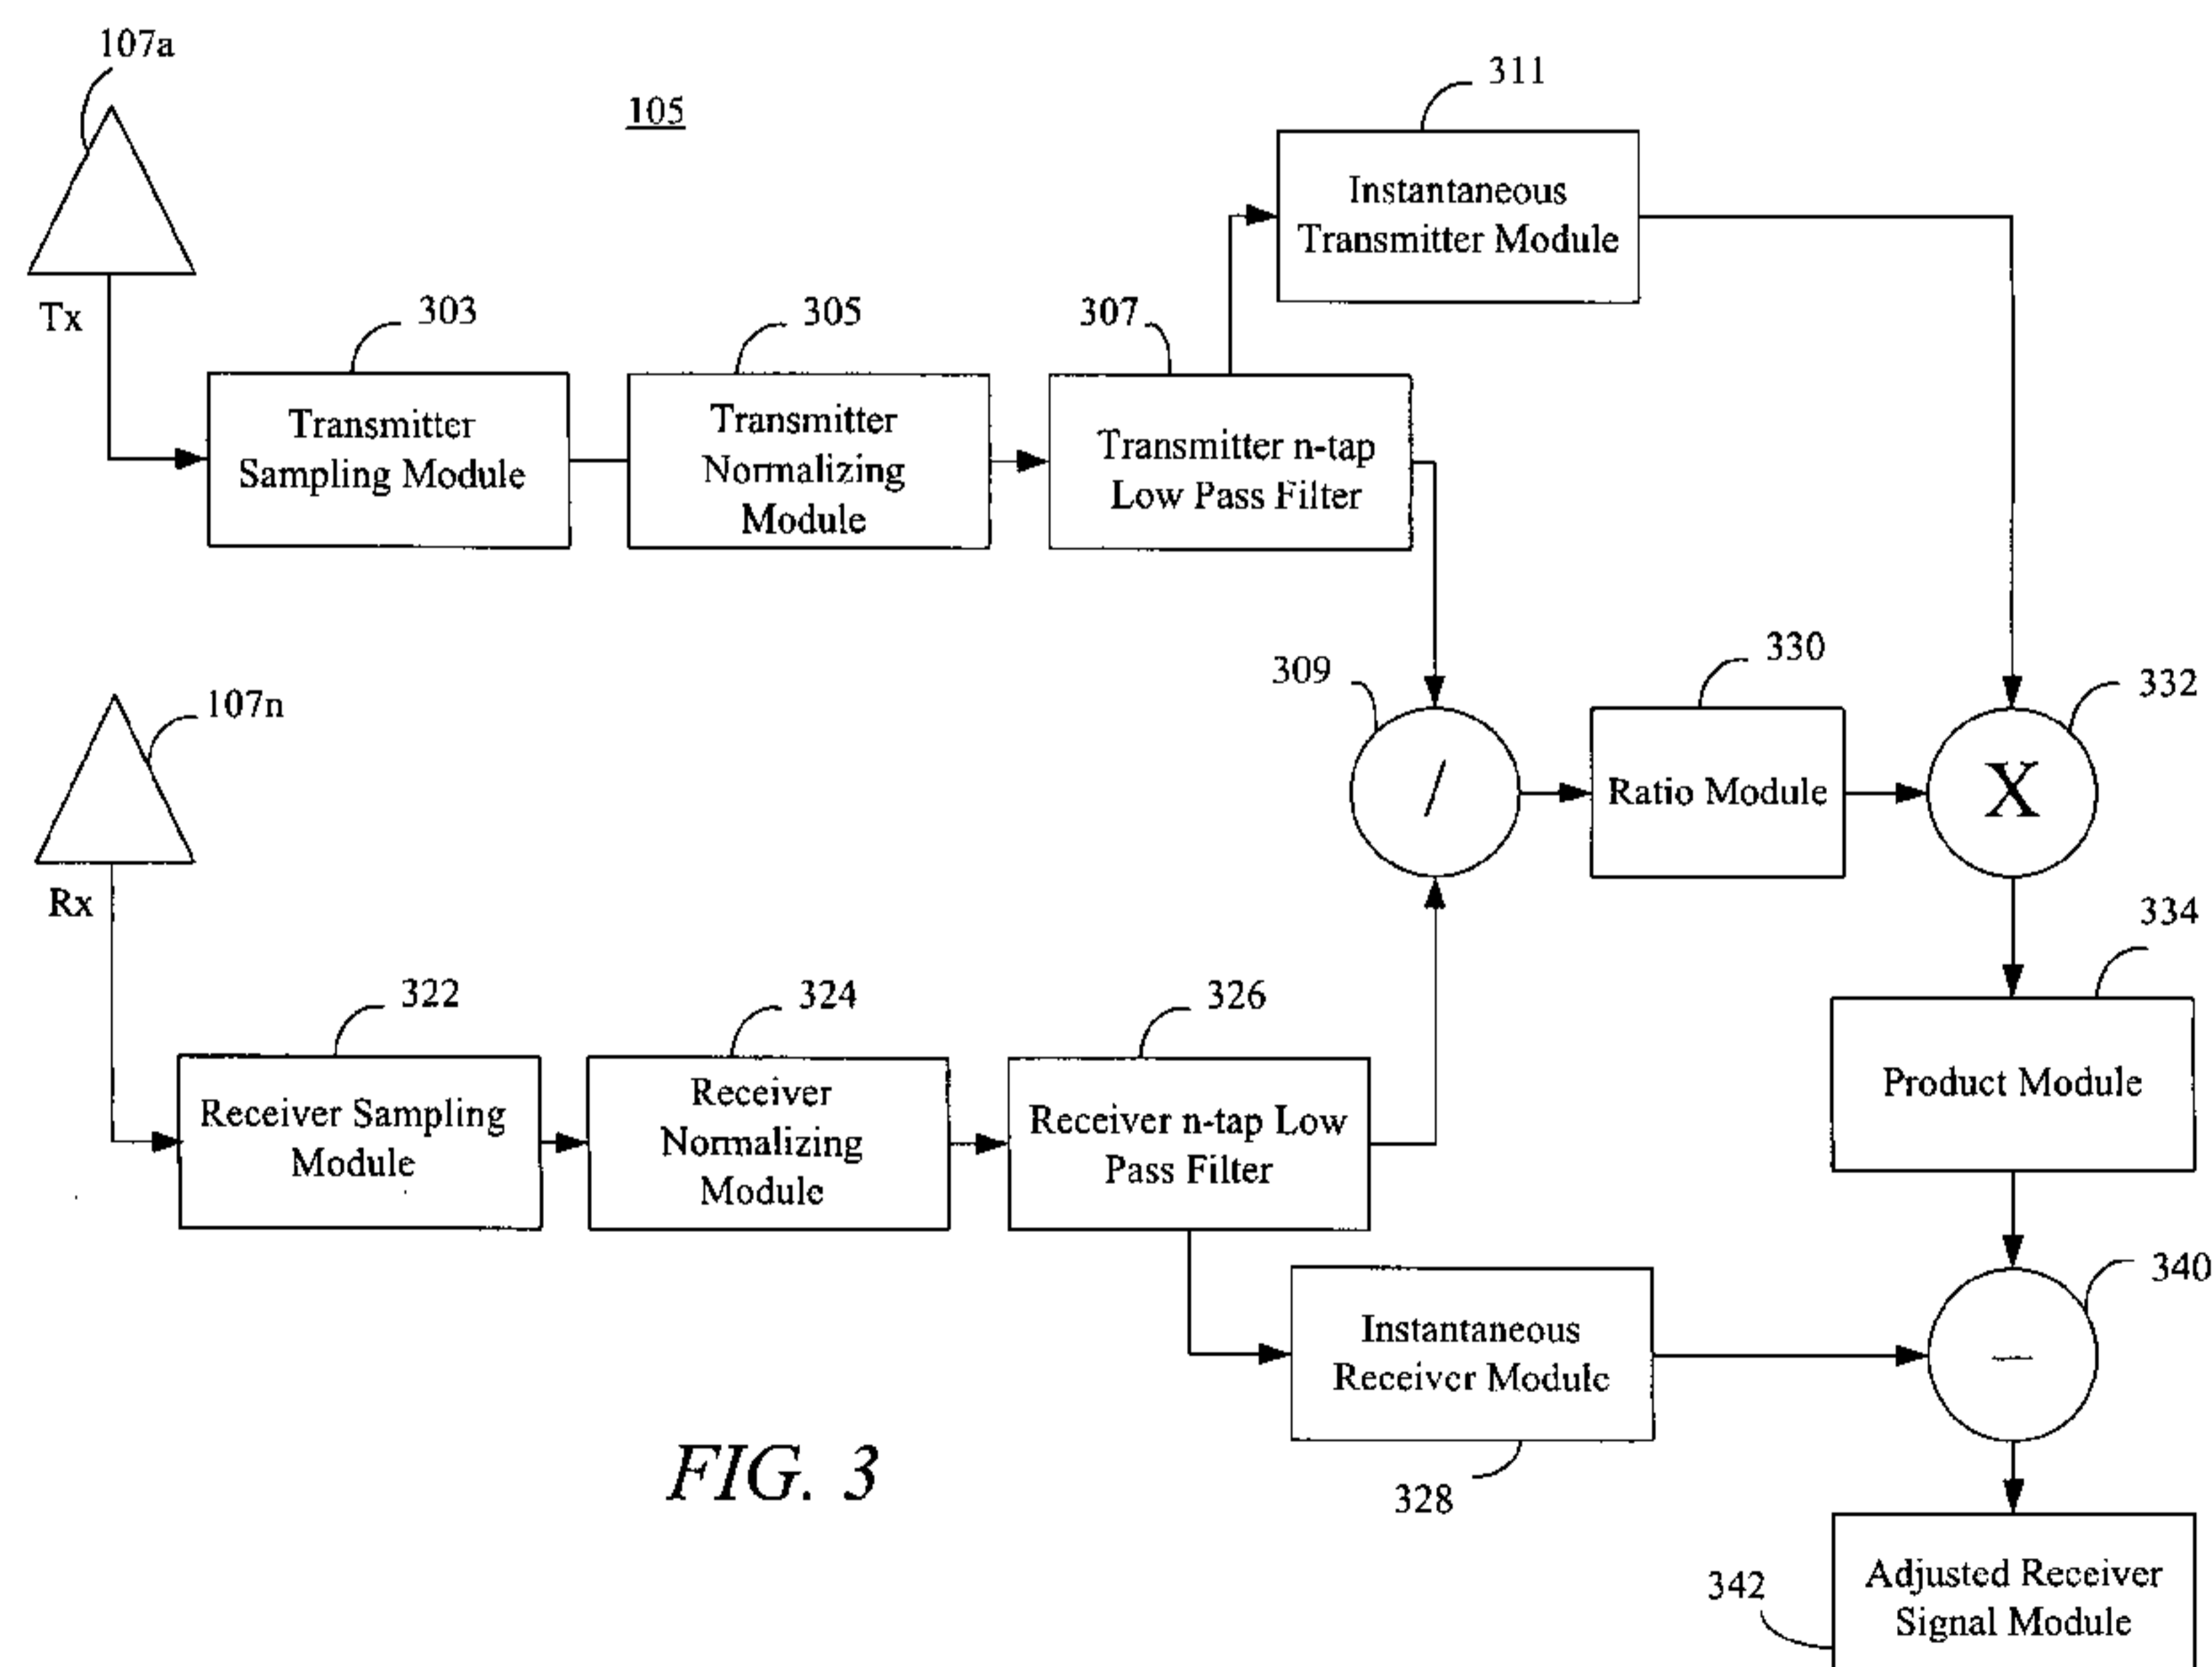 107a
105
311
Instantaneous
Transmitter Module
Tx
303
305
307
Transmitter
Sampling Module
Transmitter
Normalizing
Module
Transmitter n-tap
Low Pass Filter
309
330
332
107n
/
Ratio Module
X
Rx
334
322
324
326
Product Module
Receiver Sampling
Module
Receiver
Normalizing
Module
Receiver n-tap Low
Pass Filter
340
Instantaneous
Receiver Module
–
328
FIG. 3
342
Adjusted Receiver
Signal Module